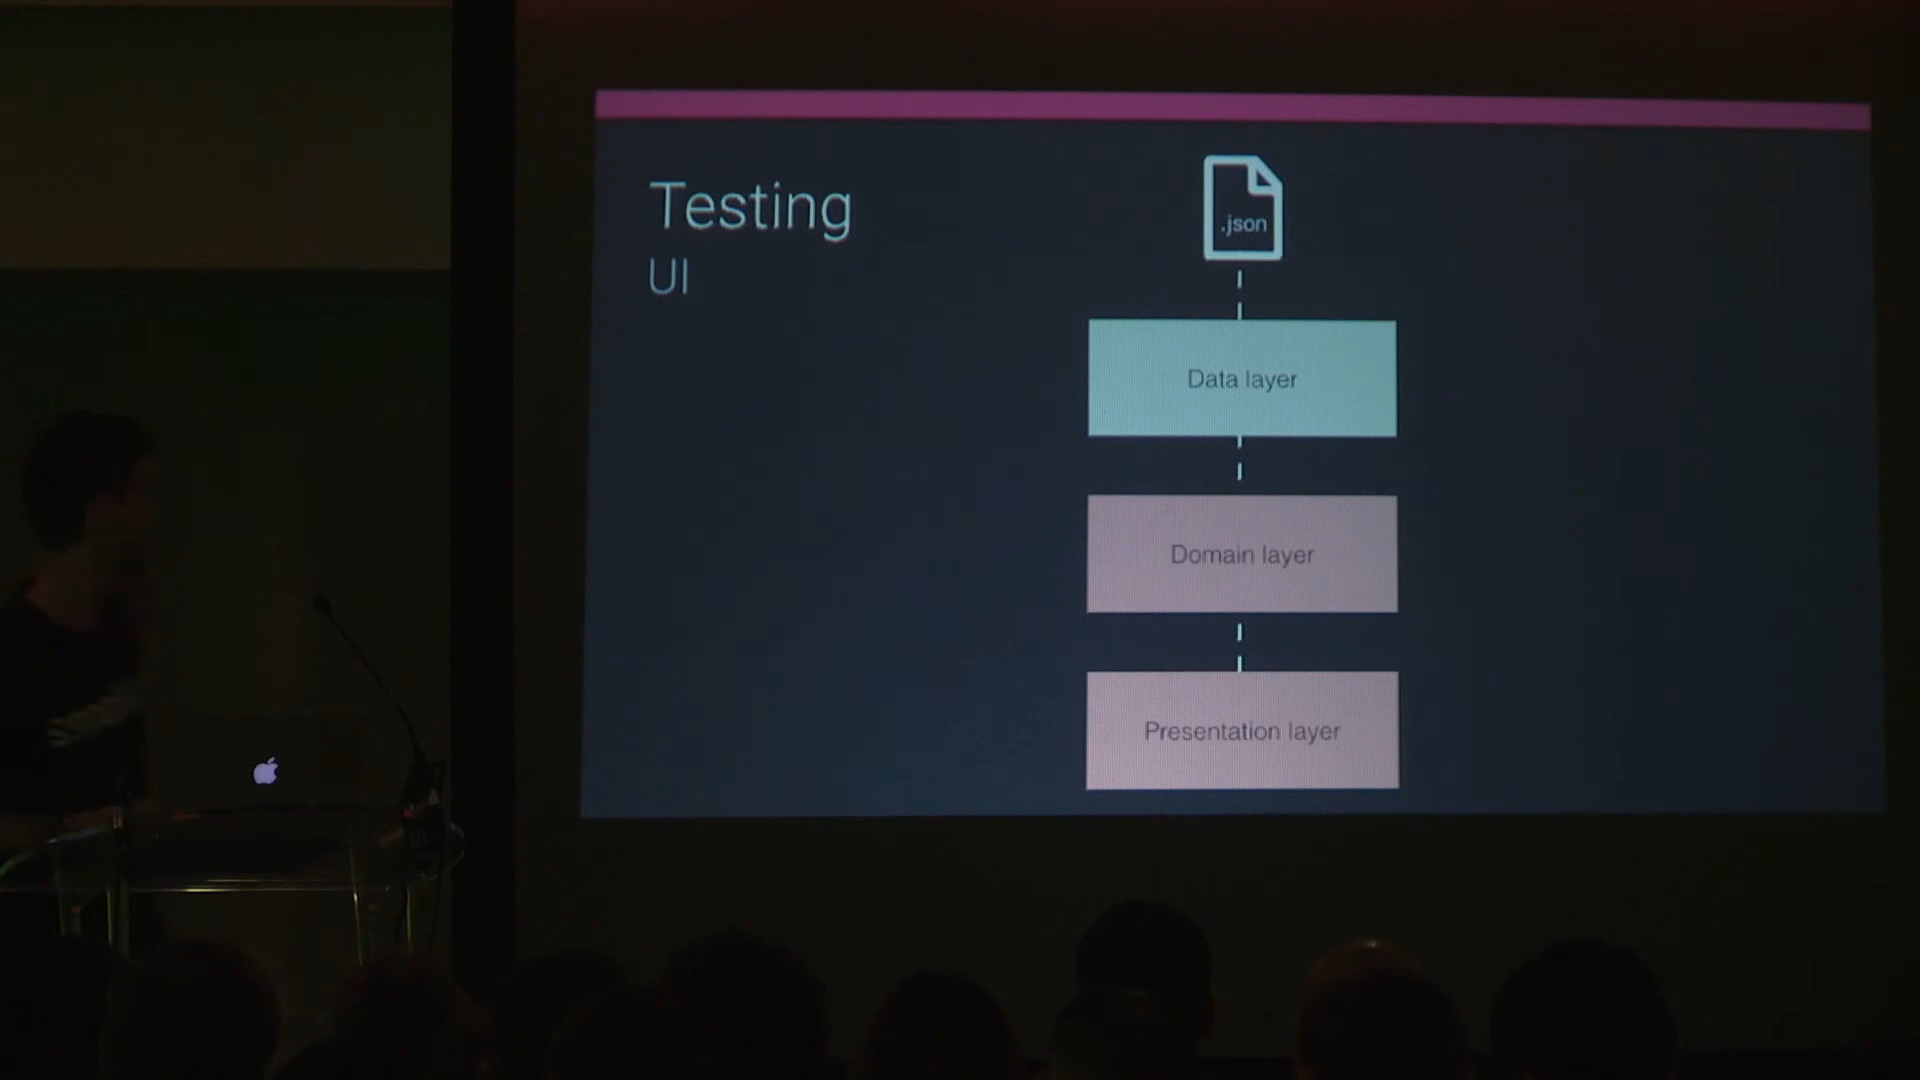 Testing
UI
.json
Data layer
Domain layer
Presentation layer